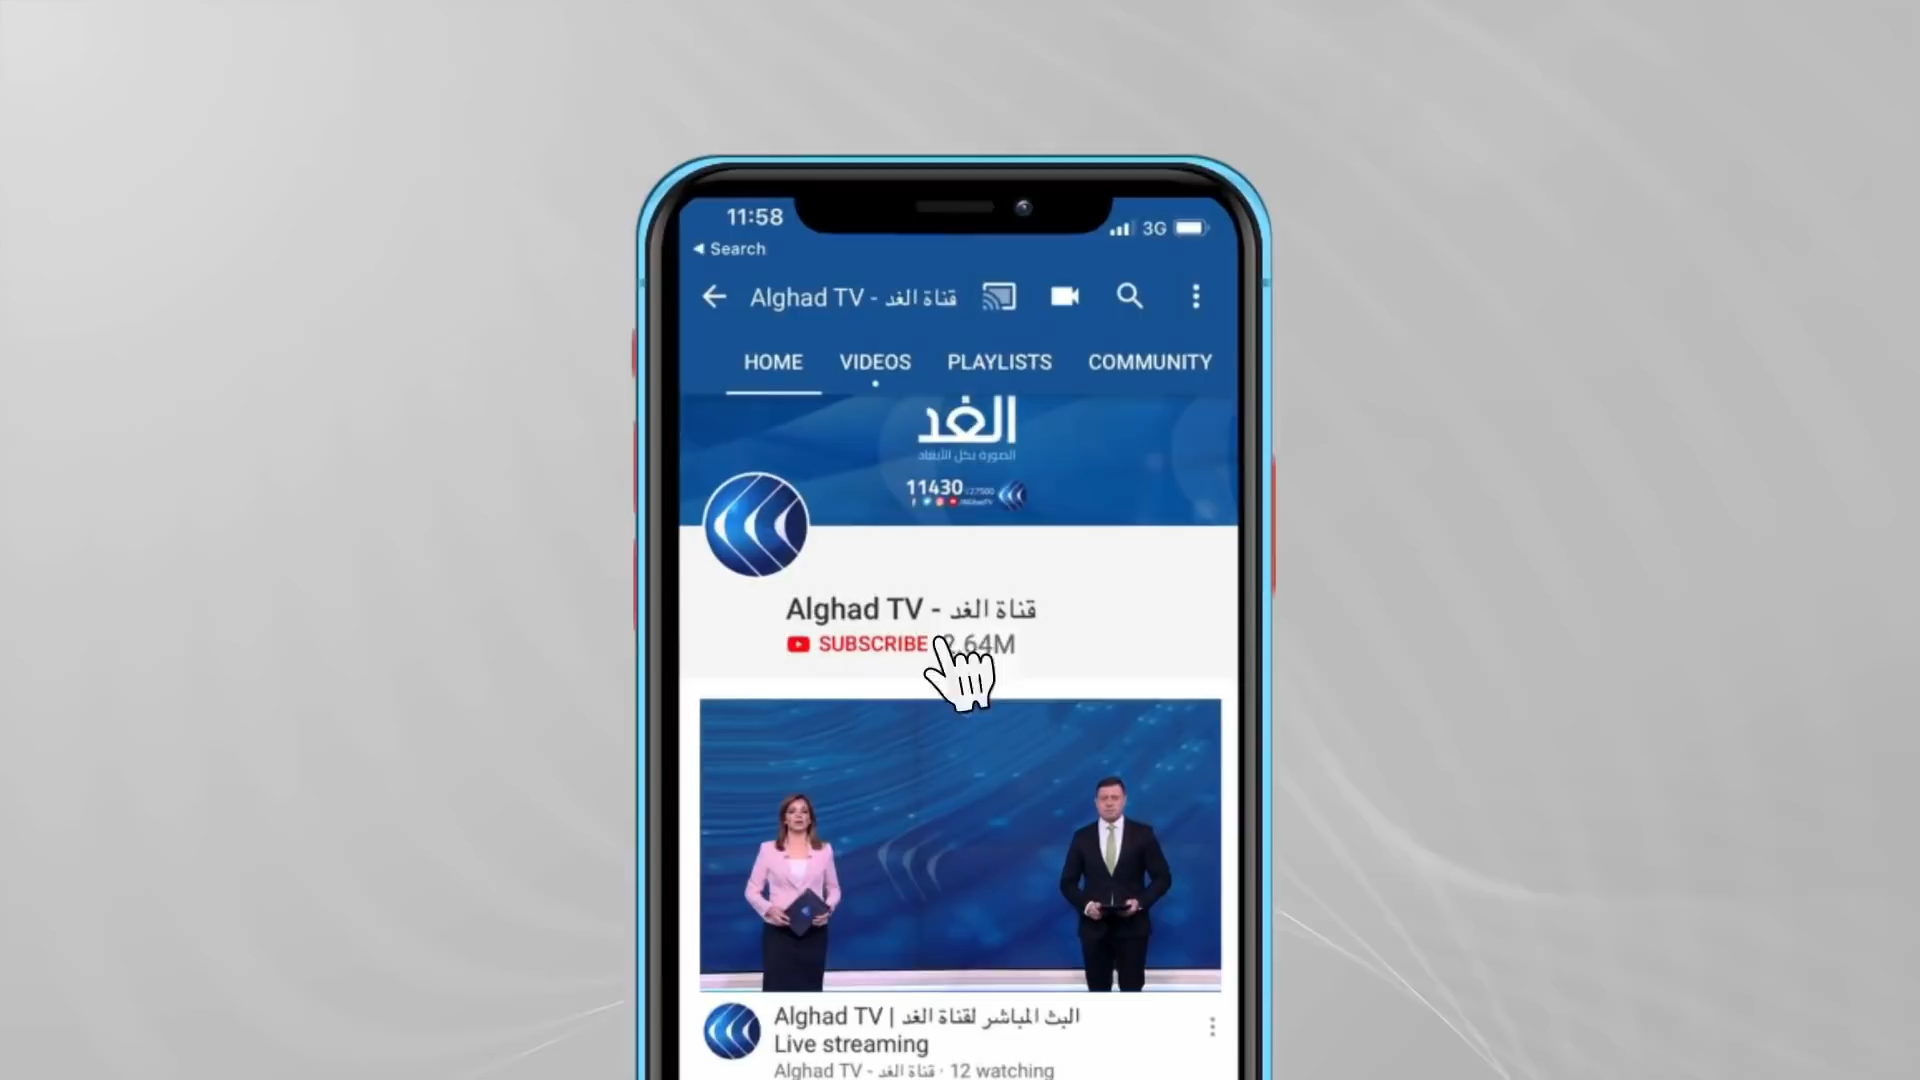 11:58
3G
Search
Alghad TV - قناة الغد
HOME VIDEOS PLAYLISTS COMMUNITY
الغد
الصورة بكل الأبعاد
11430 27500
Alghad TV - قناة الغد
SUBSCRIBE 2.64M
Alghad TV | البث المباشر لقناة الغد
Live streaming
Alghad TV - قناة الغد · 12 watching